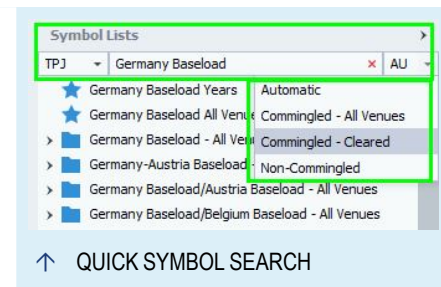 Symbol Lists
TPJ Germany Baseload AU
Germany Baseload Years Automatic
Germany Baseload All Commingled - All Venues
Germany Baseload - All Commingled - Cleared
Germany-Austria Baseload Non-Commingled
Germany Baseload/Austria Baseload - All Venues
Germany Baseload/Belgium Baseload - All Venues
QUICK SYMBOL SEARCH